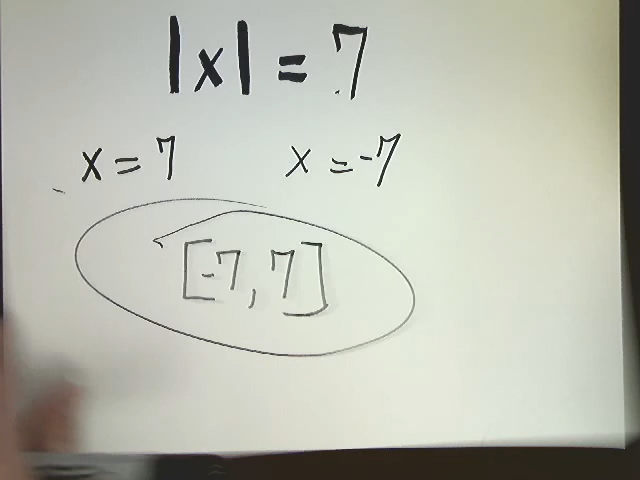 |x| = 7
x = 7 x = -7
[-7, 7]